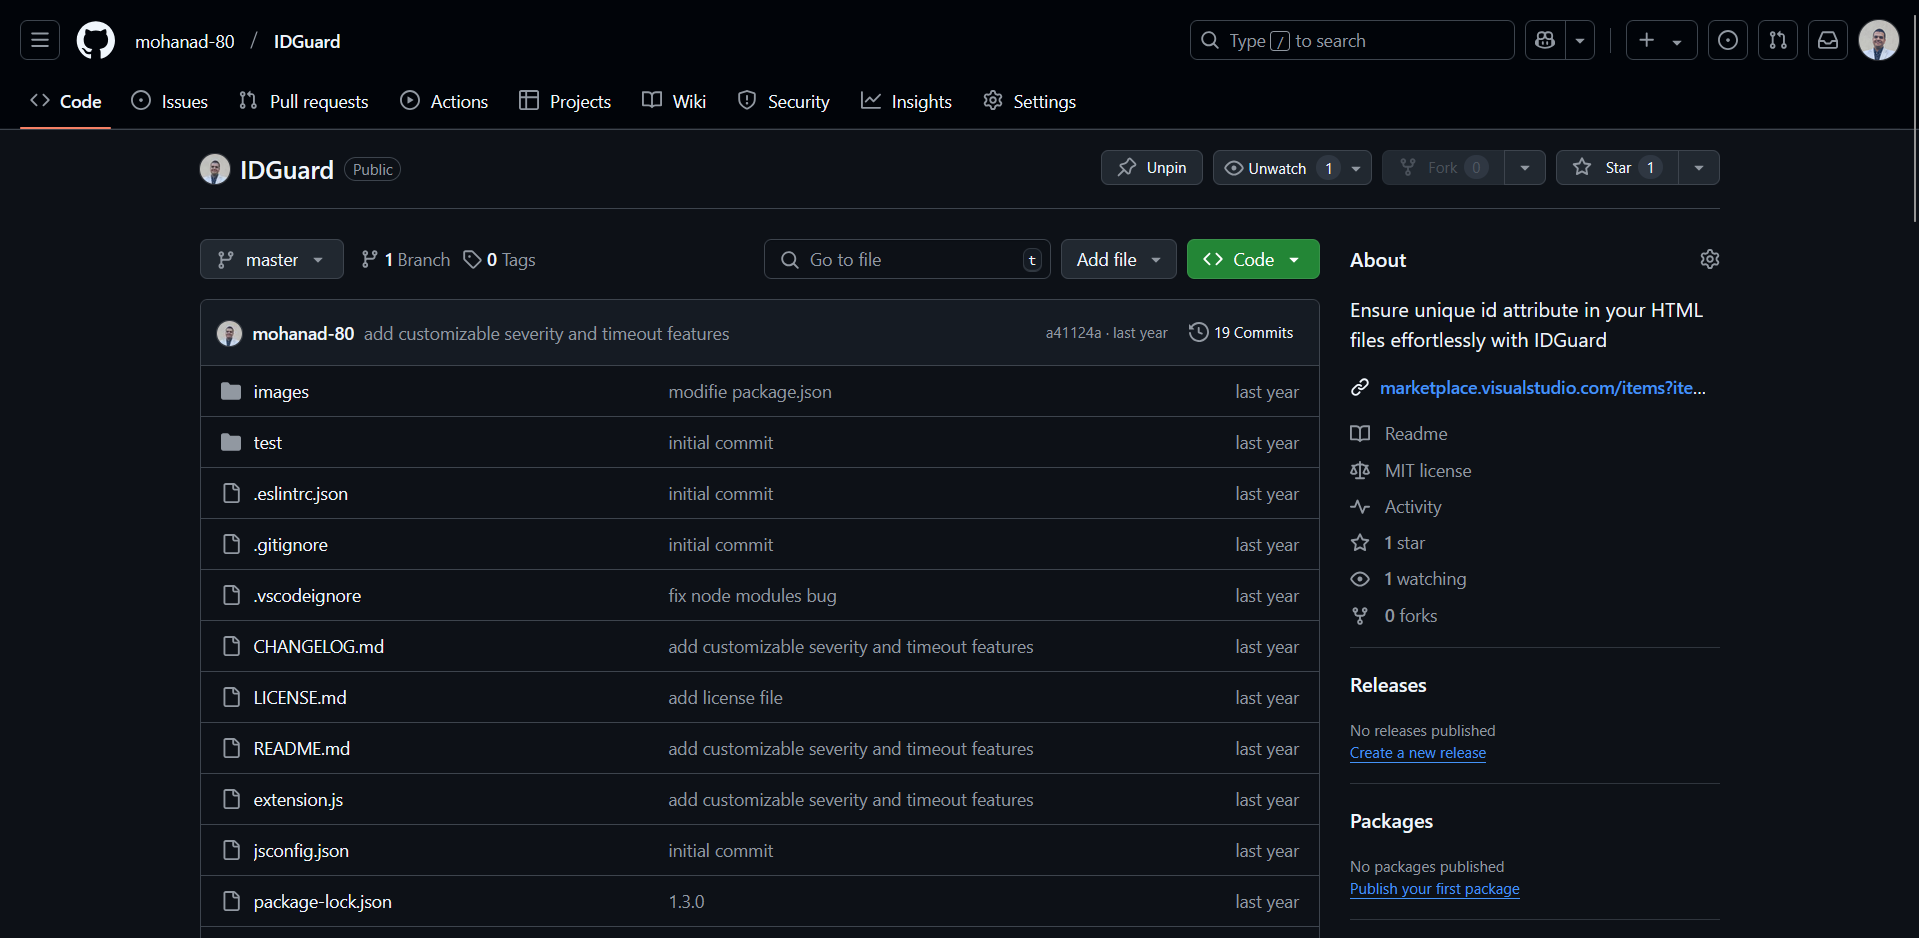 mohanad-80 / IDGuard
Type / to search
Code Issues Pull requests Actions Projects Wiki Security Insights Settings
IDGuard Public
Unpin Unwatch 1 Fork 0 Star 1
master 1 Branch 0 Tags
Go to file t Add file Code
mohanad-80 add customizable severity and timeout features a41124a · last year 19 Commits
images modifie package.json last year
test initial commit last year
.eslintrc.json initial commit last year
.gitignore initial commit last year
.vscodeignore fix node modules bug last year
CHANGELOG.md add customizable severity and timeout features last year
LICENSE.md add license file last year
README.md add customizable severity and timeout features last year
extension.js add customizable severity and timeout features last year
jsconfig.json initial commit last year
package-lock.json 1.3.0 last year
About
Ensure unique id attribute in your HTML
files effortlessly with IDGuard
marketplace.visualstudio.com/items?ite...
Readme
MIT license
Activity
1 star
1 watching
0 forks
Releases
No releases published
Create a new release
Packages
No packages published
Publish your first package